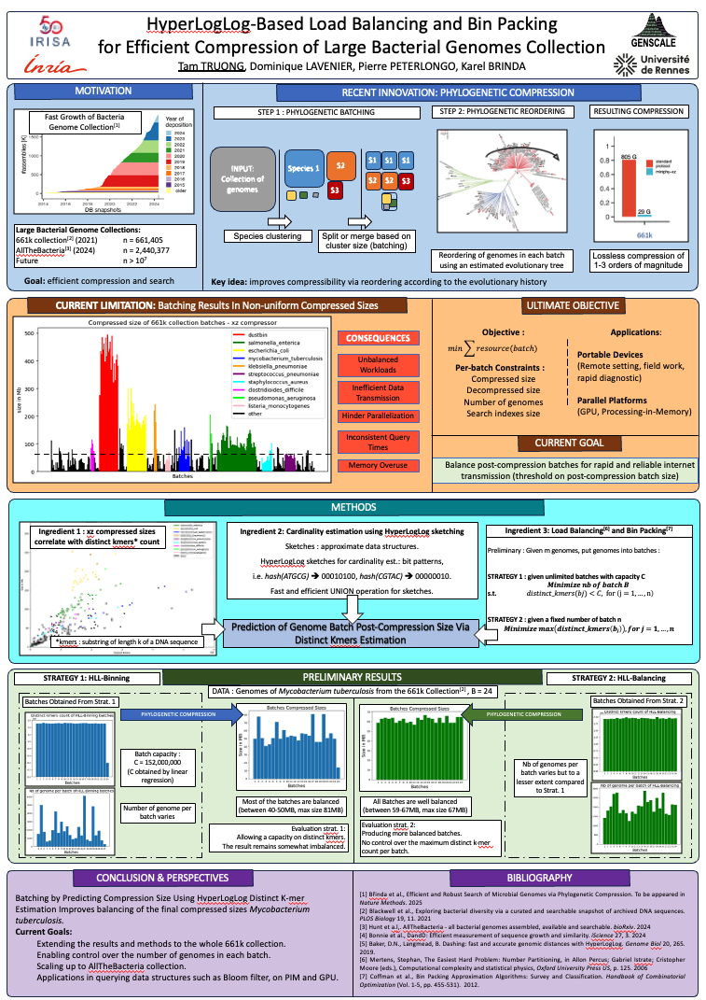 HyperLogLog-Based Load Balancing and Bin Packing
for Efficient Compression of Large Bacterial Genomes Collection
Tam TRUONG, Dominique LAVENIER, Pierre PETERLONGO, Karel BRINDA
IRISA
Inria
GENSCALE
Université
de Rennes
MOTIVATION
Fast Growth of Bacteria
Genome Collection[1]
Year of
deposition
2024
2023
2022
2021
2020
2019
2018
2017
2016
2015
older
#assemblies [K]
1500
1000
500
0
2014 2016 2018 2020 2022 2024
DB snapshots
Large Bacterial Genome Collections:
661k collection[2] (2021) n = 661,405
AllTheBacteria[3] (2024) n = 2,440,377
Future n > 10⁷
Goal: efficient compression and search
RECENT INNOVATION: PHYLOGENETIC COMPRESSION
STEP 1 : PHYLOGENETIC BATCHING
INPUT:
Collection of
genomes
Species 1
S2
S3
S1 S1 S1
S2 S2 S3
Species clustering
Split or merge based on
cluster size (batching)
STEP 2: PHYLOGENETIC REORDERING
Reordering of genomes in each batch
using an estimated evolutionary tree
RESULTING COMPRESSION
1
0.8
0.6
0.4
0.2
0
805 G
29 G
standard
protocol
miniphy-xz
661k
Lossless compression of
1-3 orders of magnitude
Key idea: improves compressibility via reordering according to the evolutionary history
CURRENT LIMITATION: Batching Results In Non-uniform Compressed Sizes
Compressed size of 661k collection batches - xz compressor
size in Mb
500
400
300
200
100
0
Batches
dustbin
salmonella_enterica
escherichia_coli
mycobacterium_tuberculosis
klebsiella_pneumoniae
streptococcus_pneumoniae
staphylococcus_aureus
clostridioides_difficile
pseudomonas_aeruginosa
listeria_monocytogenes
other
CONSEQUENCES
Unbalanced
Workloads
Inefficient Data
Transmission
Hinder Parallelization
Inconsistent Query
Times
Memory Overuse
ULTIMATE OBJECTIVE
Objective :
min ∑ resource(batch)
Per-batch Constraints :
Compressed size
Decompressed size
Number of genomes
Search indexes size
Applications:
Portable Devices
(Remote setting, field work,
rapid diagnostic)
Parallel Platforms
(GPU, Processing-in-Memory)
CURRENT GOAL
Balance post-compression batches for rapid and reliable internet
transmission (threshold on post-compression batch size)
METHODS
Ingredient 1 : xz compressed sizes
correlate with distinct kmers* count
*kmers : substring of length k of a DNA sequence
Ingredient 2: Cardinality estimation using HyperLogLog sketching
Sketches : approximate data structures.
HyperLogLog sketches for cardinality est.: bit patterns,
i.e. hash(ATGCG) ➔ 00010100, hash(CGTAC) ➔ 00000010.
Fast and efficient UNION operation for sketches.
Prediction of Genome Batch Post-Compression Size Via
Distinct Kmers Estimation
Ingredient 3: Load Balancing[6] and Bin Packing[7]
Preliminary : Given m genomes, put genomes into batches :
STRATEGY 1 : given unlimited batches with capacity C
Minimize nb of batch B
s.t. distinct_kmers(bj) < C, for (j = 1, …, n)
STRATEGY 2 : given a fixed number of batch n
Minimize max(distinct_kmers(bj)), for j = 1, …, n
STRATEGY 1: HLL-Binning
PRELIMINARY RESULTS
STRATEGY 2: HLL-Balancing
DATA : Genomes of Mycobacterium tuberculosis from the 661k Collection[2] , B = 24
Batches Obtained From Strat. 1
Distinct kmers count of HLL-Binning batches
Batches
Nb of genome per batch of HLL-Binning batches
Batches
PHYLOGENETIC COMPRESSION
Batch capacity :
C = 152,000,000
(C obtained by linear
regression)
Number of genome per
batch varies
Batches Compressed Sizes
Size in MB
Batches
Most of the batches are balanced
(between 40-50MB, max size 81MB)
Evaluation strat. 1:
Allowing a capacity on distinct kmers.
The result remains somewhat imbalanced.
Batches Compressed Sizes
Size in MB
Batches
All Batches are well balanced
(between 59-67MB, max size 67MB)
Evaluation strat. 2:
Producing more balanced batches.
No control over the maximum distinct k-mer
count per batch.
PHYLOGENETIC COMPRESSION
Nb of genomes per
batch varies but to a
lesser extent compared
to Strat. 1
Batches Obtained From Strat. 2
Distinct kmers count of HLL-Balancing
Batches
Nb of genome per batch of HLL-Balancing
Batches
CONCLUSION & PERSPECTIVES
Batching by Predicting Compression Size Using HyperLogLog Distinct K-mer
Estimation Improves balancing of the final compressed sizes Mycobacterium
tuberculosis.
Current Goals:
Extending the results and methods to the whole 661k collection.
Enabling control over the number of genomes in each batch.
Scaling up to AllTheBacteria collection.
Applications in querying data structures such as Bloom filter, on PIM and GPU.
BIBLIOGRAPHY
[1] Břinda et al., Efficient and Robust Search of Microbial Genomes via Phylogenetic Compression. To be appeared in
Nature Methods. 2025
[2] Blackwell et al., Exploring bacterial diversity via a curated and searchable snapshot of archived DNA sequences.
PLOS Biology 19, 11. 2021
[3] Hunt et al., AllTheBacteria - all bacterial genomes assembled, available and searchable. bioRxiv. 2024
[4] Bonnie et al., DandD: Efficient measurement of sequence growth and similarity. iScience 27, 3. 2024
[5] Baker, D.N., Langmead, B. Dashing: fast and accurate genomic distances with HyperLogLog. Genome Biol 20, 265.
2019.
[6] Mertens, Stephan, The Easiest Hard Problem: Number Partitioning, in Allon Percus; Gabriel Istrate; Cristopher
Moore (eds.), Computational complexity and statistical physics, Oxford University Press US, p. 125. 2006
[7] Coffman et al., Bin Packing Approximation Algorithms: Survey and Classification. Handbook of Combinatorial
Optimization (Vol. 1-5, pp. 455-531). 2012.